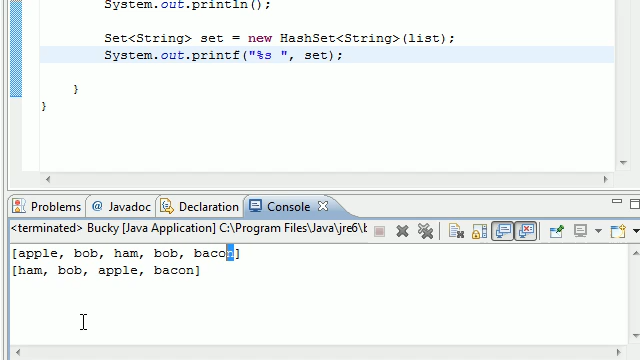 System.out.println();
Set<String> set = new HashSet<String>(list);
System.out.printf("%s ", set);
}
}
Problems @ Javadoc Declaration Console
<terminated> Bucky [Java Application] C:\Program Files\Java\jre6\b
[apple, bob, ham, bob, bacon]
[ham, bob, apple, bacon]